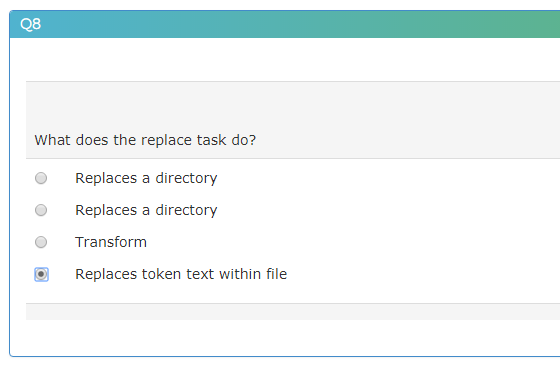 Q8
What does the replace task do?
Replaces a directory
Replaces a directory
Transform
Replaces token text within file